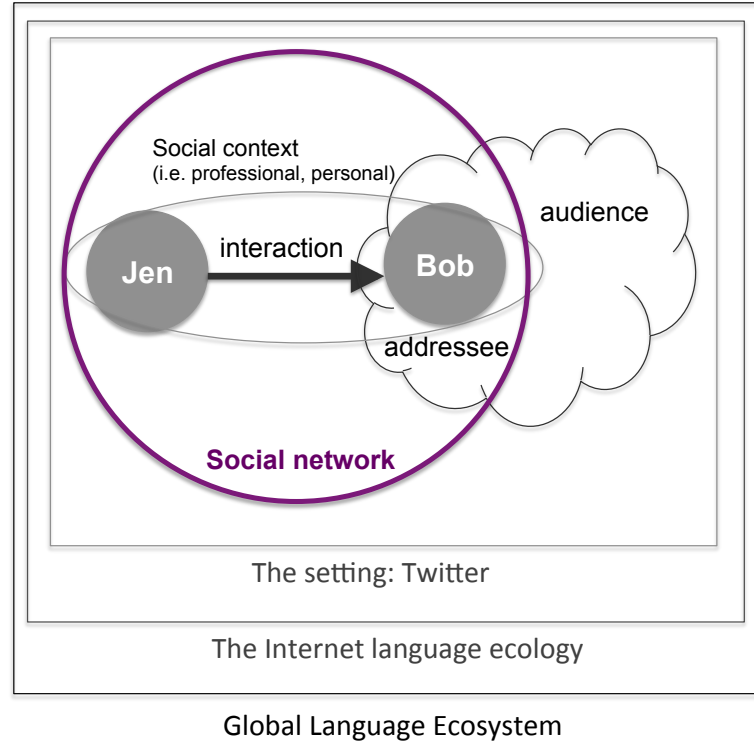 Social context
(i.e. professional, personal)
audience
interaction
Jen
Bob
addressee
Social network
The setting: Twitter
The Internet language ecology
Global Language Ecosystem